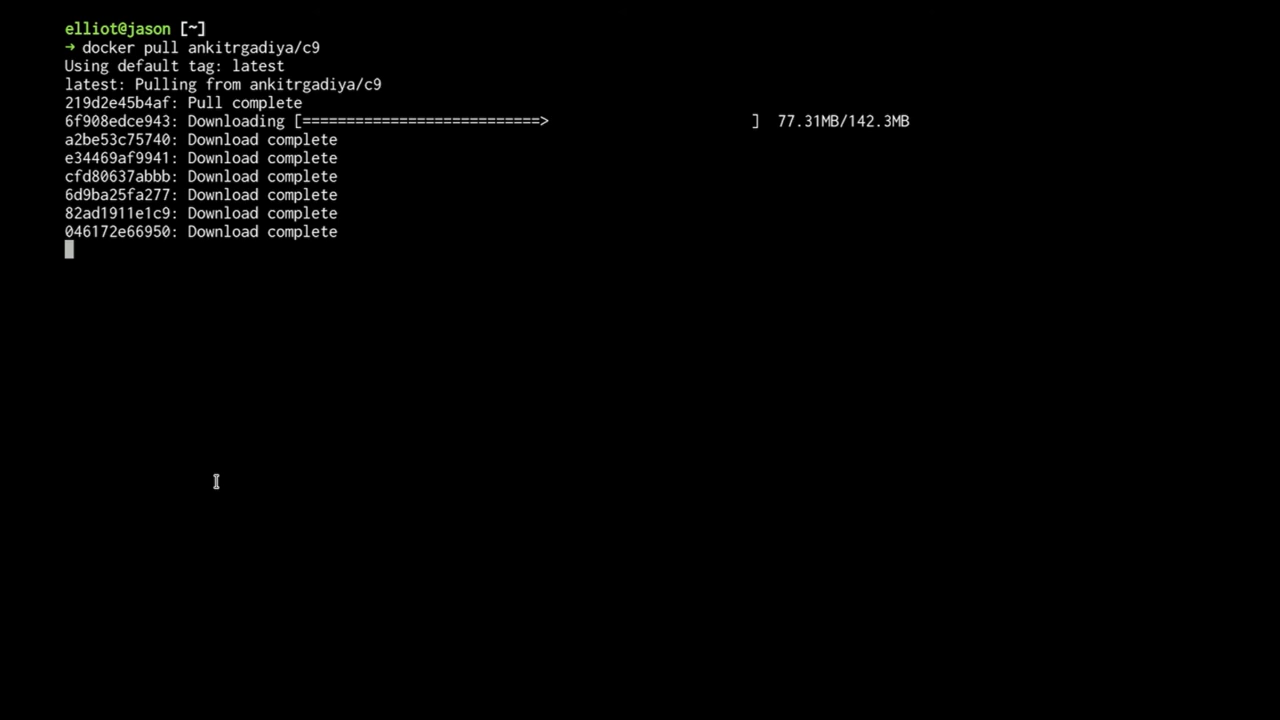 elliot@jason [~]
→ docker pull ankitrgadiya/c9
Using default tag: latest
latest: Pulling from ankitrgadiya/c9
219d2e45b4af: Pull complete
6f908edce943: Downloading [===========================>                       ]  77.31MB/142.3MB
a2be53c75740: Download complete
e34469af9941: Download complete
cfd80637abbb: Download complete
6d9ba25fa277: Download complete
82ad1911e1c9: Download complete
046172e66950: Download complete